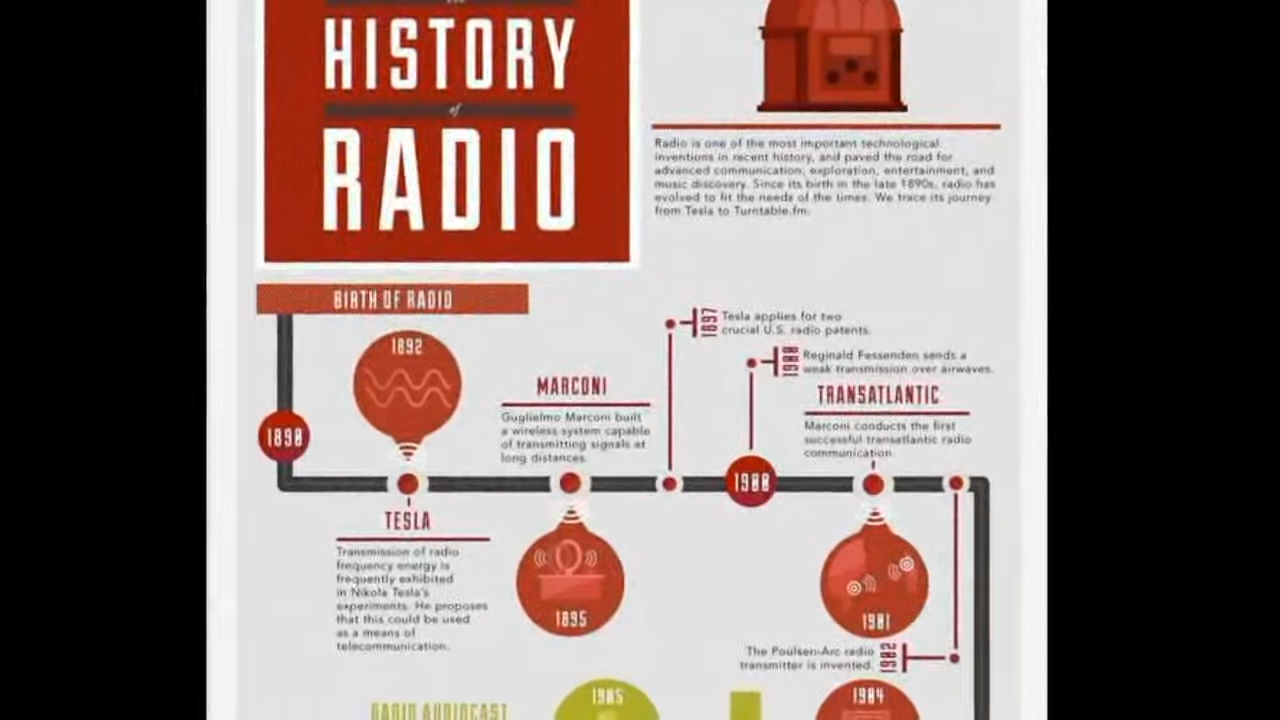 HISTORY
of
RADIO
Radio is one of the most important technological
inventions in recent history, and paved the road for
advanced communication, exploration, entertainment, and
music discovery. Since its birth in the late 1890s, radio has
evolved to fit the needs of the times. We trace its journey
from Tesla to Turntable.fm.
BIRTH OF RADIO
1890
1892
TESLA
Transmission of radio
frequency energy is
frequently exhibited
in Nikola Tesla's
experiments. He proposes
that this could be used
as a means of
telecommunication.
MARCONI
Guglielmo Marconi built
a wireless system capable
of transmitting signals at
long distances.
1895
1897
Tesla applies for two
crucial U.S. radio patents.
1900
Reginald Fessenden sends a
weak transmission over airwaves.
1900
TRANSATLANTIC
Marconi conducts the first
successful transatlantic radio
communication.
1901
The Poulsen-Arc radio
transmitter is invented.
1902
RADIO AUDIOCAST
1905
1904